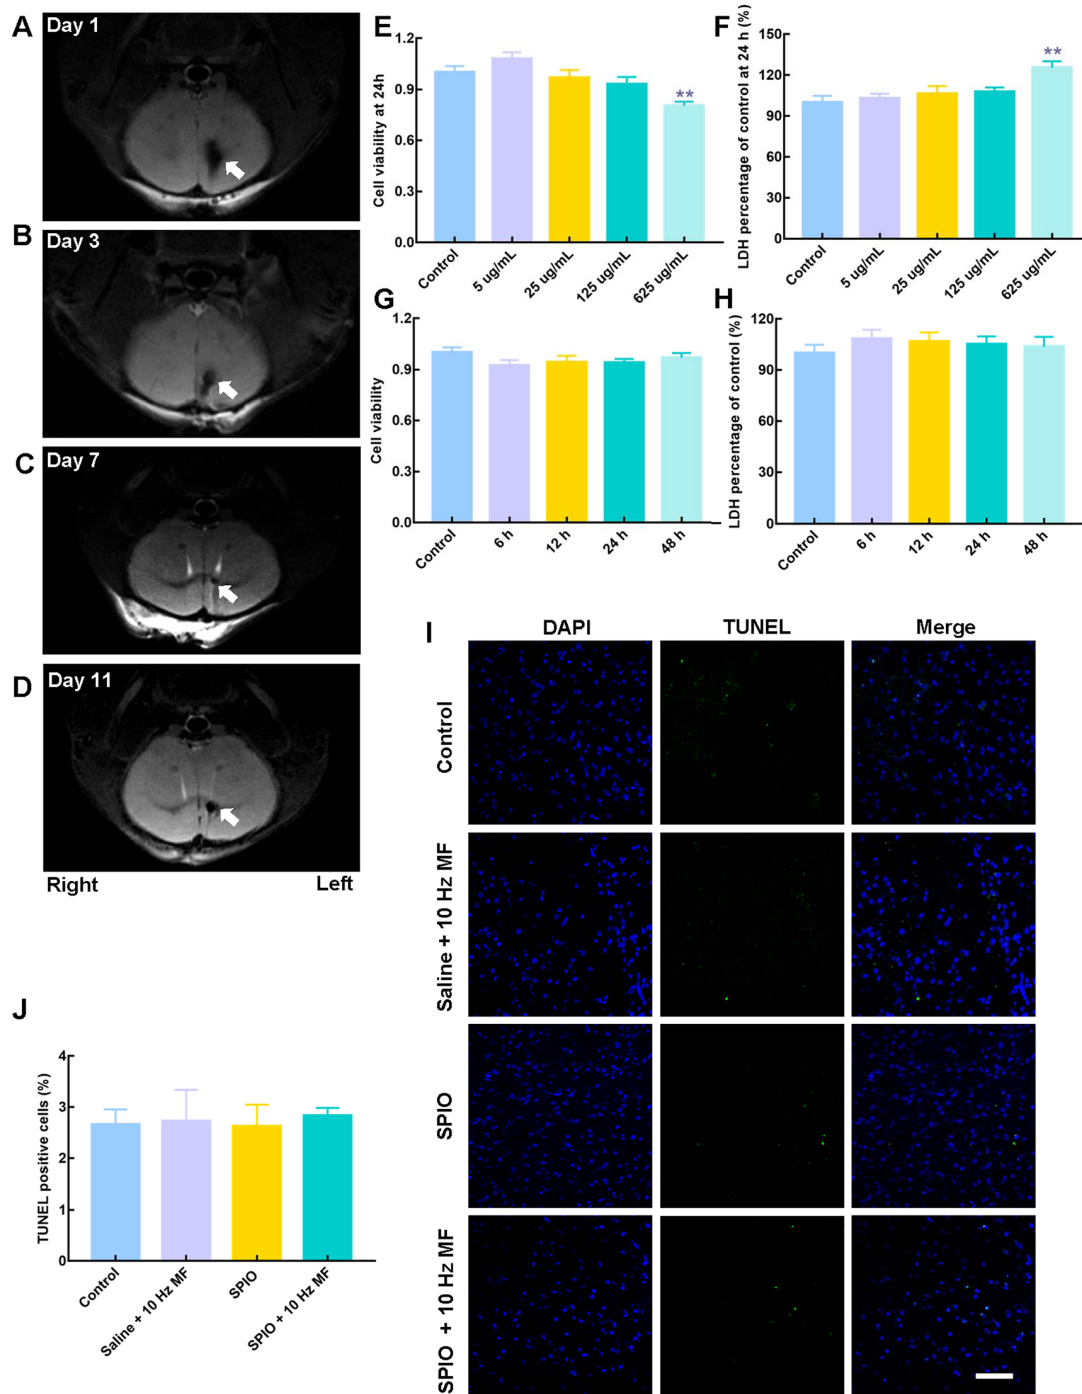 A
Day 1
B
Day 3
C
Day 7
D
Day 11
Right
Left
E
Cell viability at 24h
1.2
0.9
0.6
0.3
0.0
**
Control
5 ug/mL
25 ug/mL
125 ug/mL
625 ug/mL
F
LDH percentage of control at 24 h (%)
150
120
90
60
30
0
**
Control
5 ug/mL
25 ug/mL
125 ug/mL
625 ug/mL
G
Cell viability
1.2
0.9
0.6
0.3
0.0
Control
6 h
12 h
24 h
48 h
H
LDH percentage of control (%)
120
90
60
30
0
Control
6 h
12 h
24 h
48 h
I
DAPI
TUNEL
Merge
Control
Saline + 10 Hz MF
SPIO
SPIO + 10 Hz MF
J
TUNEL positive cells (%)
4
3
2
1
0
Control
Saline + 10 Hz MF
SPIO
SPIO + 10 Hz MF